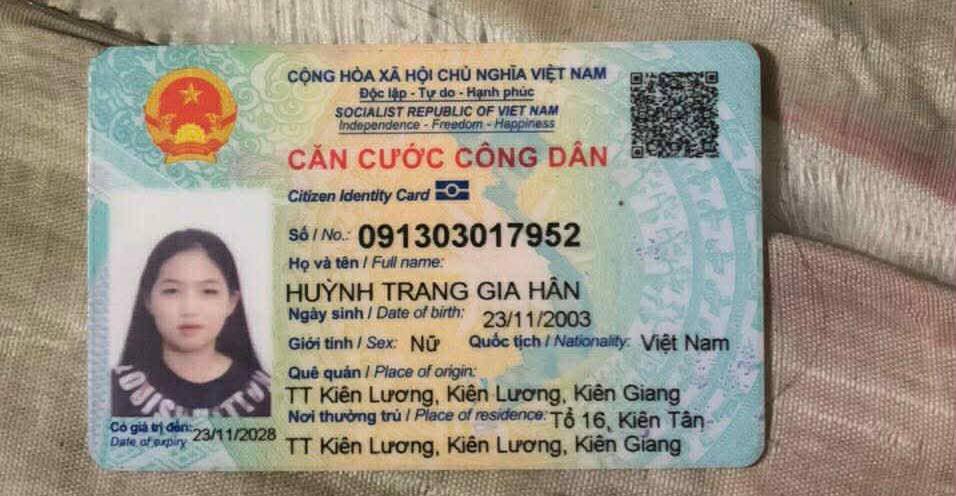 CỘNG HÒA XÃ HỘI CHỦ NGHĨA VIỆT NAM
Độc lập - Tự do - Hạnh phúc
SOCIALIST REPUBLIC OF VIET NAM
Independence - Freedom - Happiness
CĂN CƯỚC CÔNG DÂN
Citizen Identity Card
Số / No.: 091303017952
Họ và tên / Full name:
HUỲNH TRANG GIA HÂN
Ngày sinh / Date of birth: 23/11/2003
Giới tính / Sex: Nữ Quốc tịch / Nationality: Việt Nam
Quê quán / Place of origin:
TT Kiên Lương, Kiên Lương, Kiên Giang
Nơi thường trú / Place of residence: Tổ 16, Kiên Tân
TT Kiên Lương, Kiên Lương, Kiên Giang
Có giá trị đến: 23/11/2028
Date of expiry